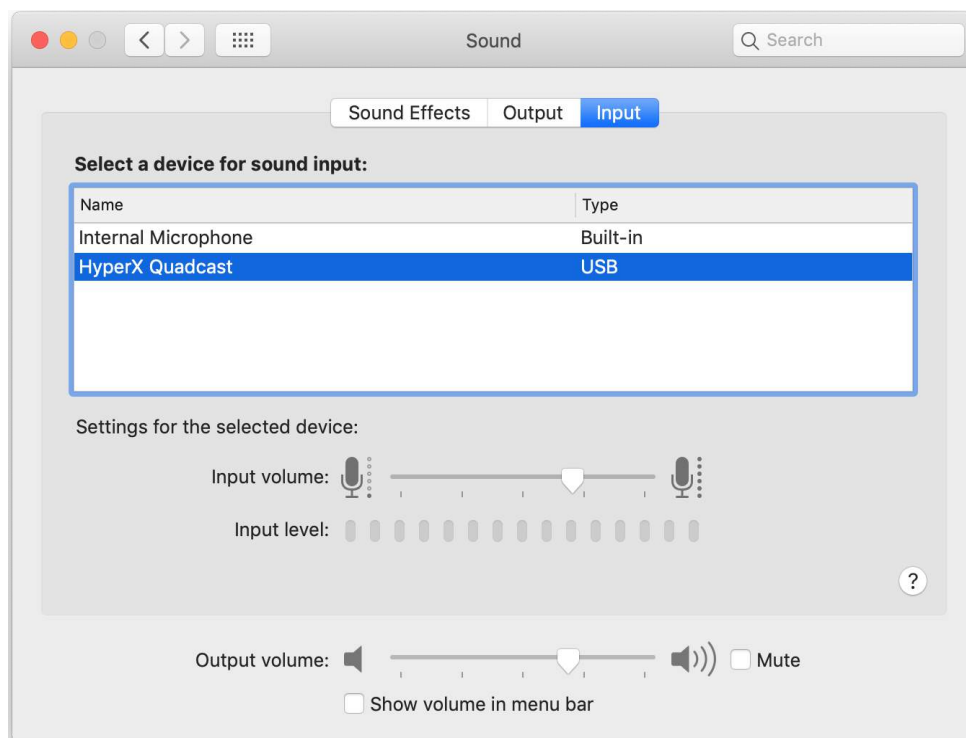 Sound
Search
Sound Effects Output Input
Select a device for sound input:
Name Type
Internal Microphone Built-in
HyperX Quadcast USB
Settings for the selected device:
Input volume:
Input level:
?
Output volume: Mute
Show volume in menu bar